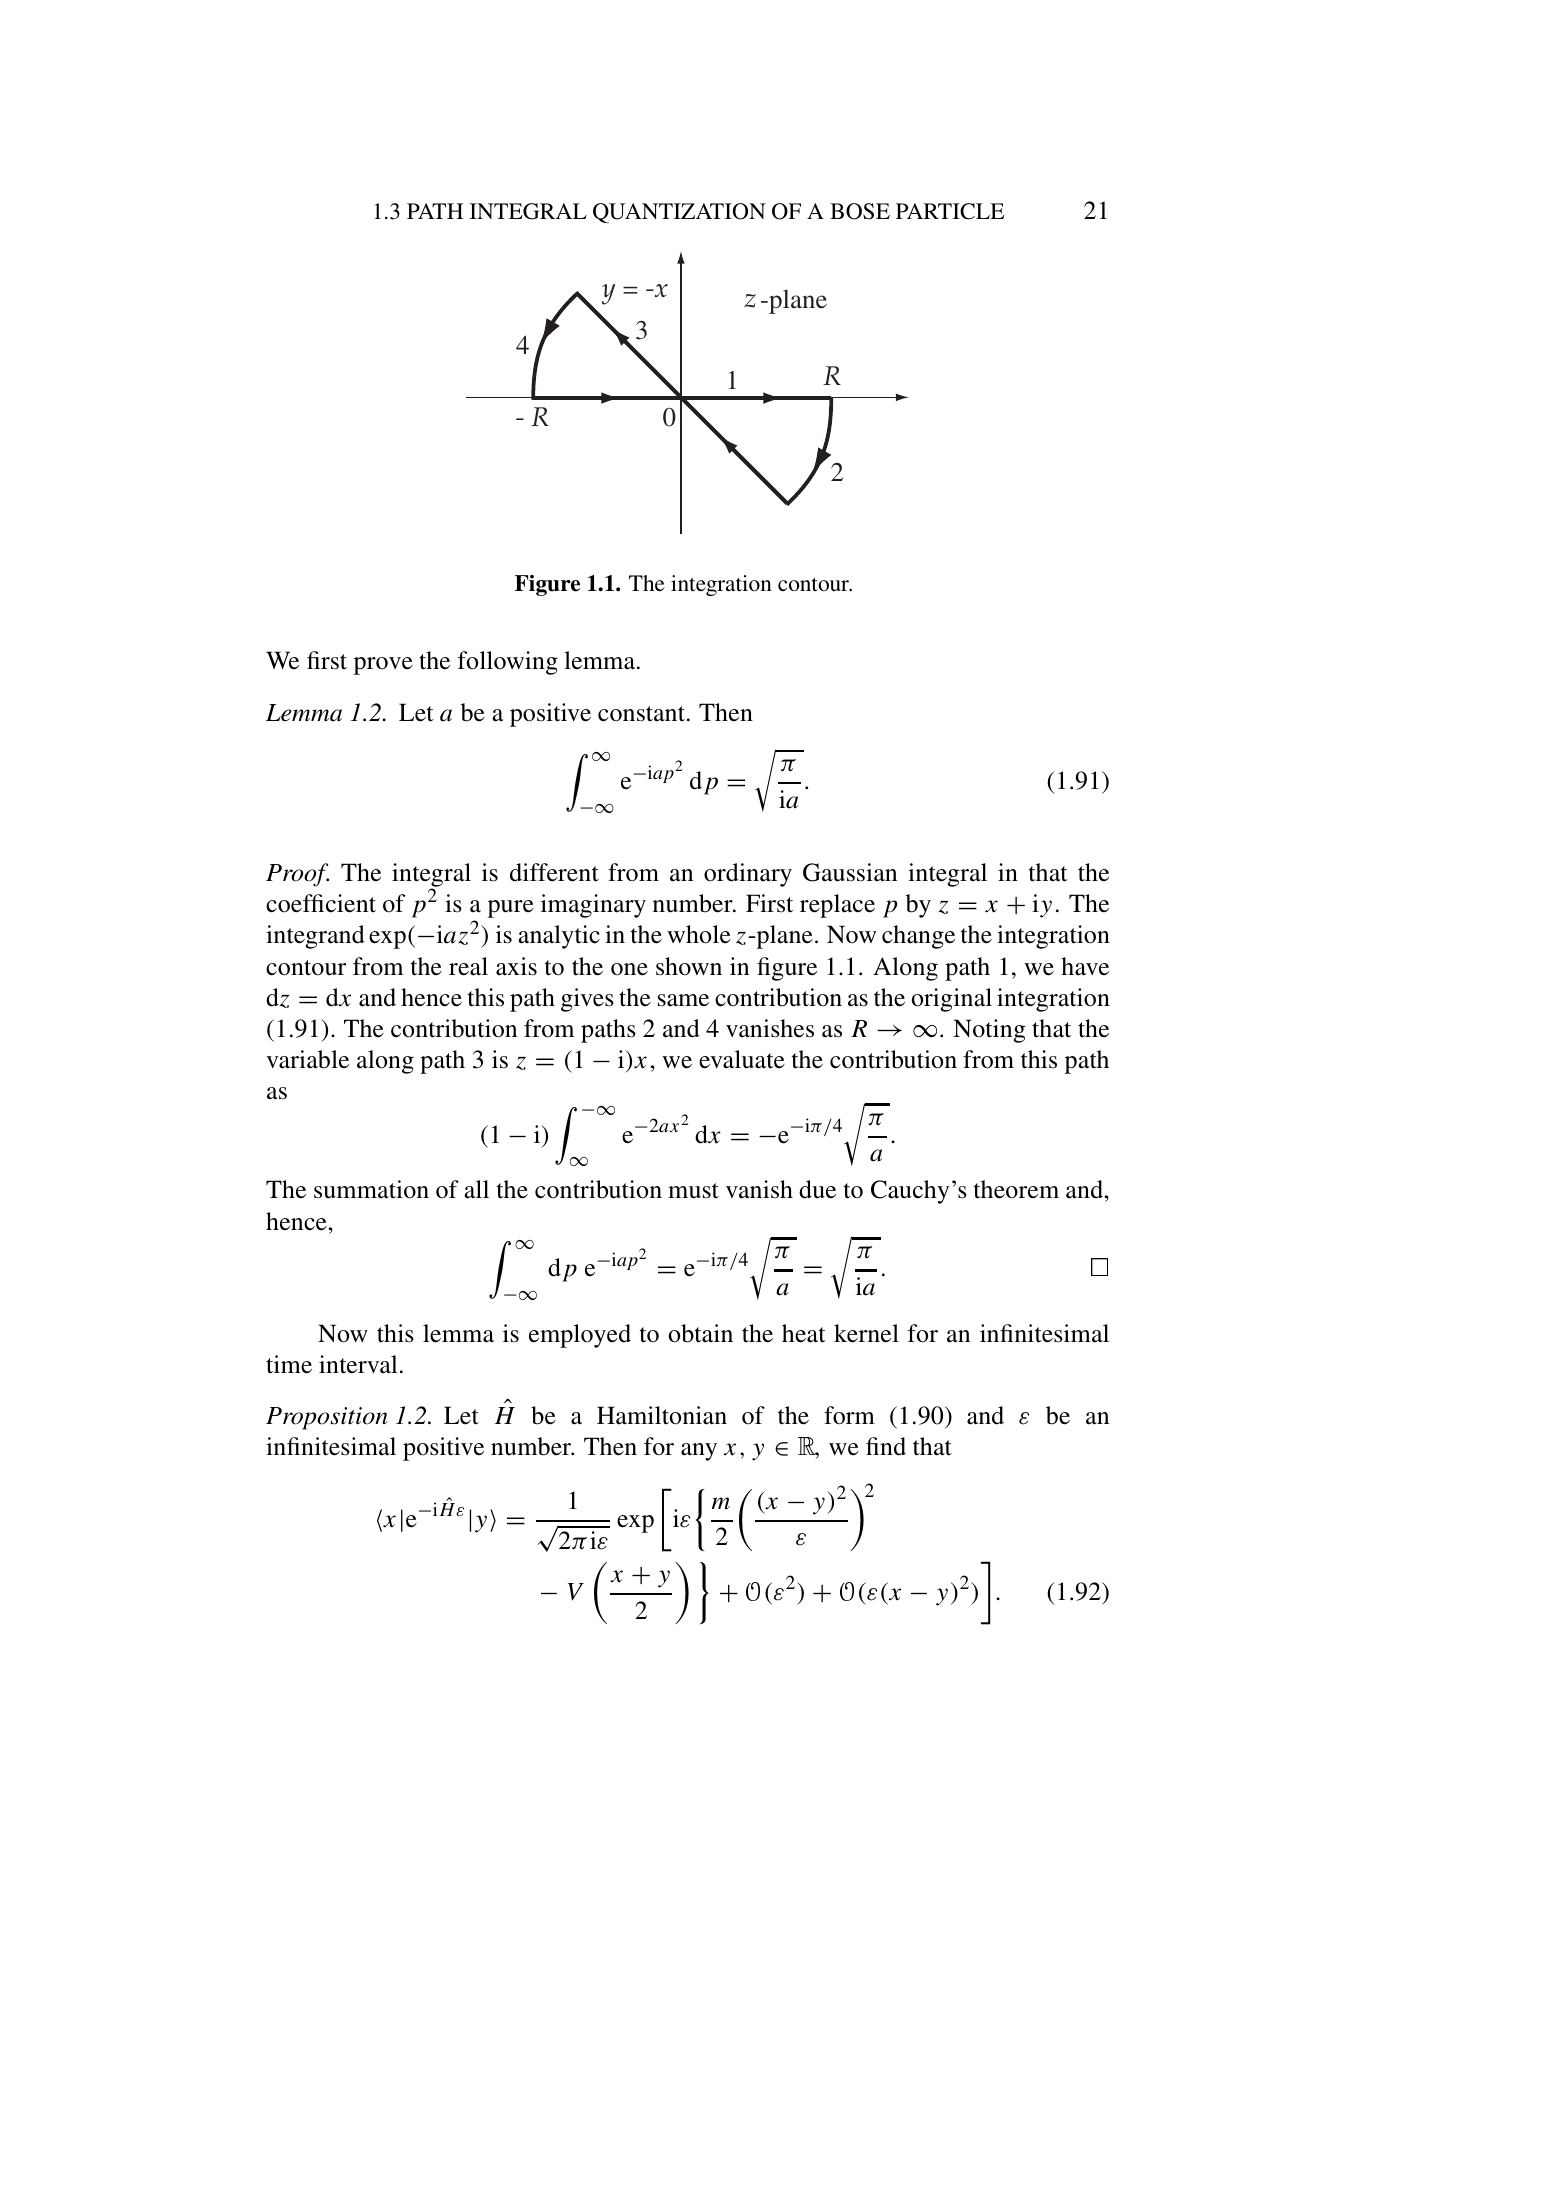 1.3 PATH INTEGRAL QUANTIZATION OF A BOSE PARTICLE 21
y = -x
z-plane
3
4
1
R
- R
0
2
Figure 1.1. The integration contour.
We first prove the following lemma.
Lemma 1.2. Let a be a positive constant. Then
∫_{−∞}^{∞} e^{−iap²} dp = √(π/ia). (1.91)
Proof. The integral is different from an ordinary Gaussian integral in that the
coefficient of p² is a pure imaginary number. First replace p by z = x + iy. The
integrand exp(−iaz²) is analytic in the whole z-plane. Now change the integration
contour from the real axis to the one shown in figure 1.1. Along path 1, we have
dz = dx and hence this path gives the same contribution as the original integration
(1.91). The contribution from paths 2 and 4 vanishes as R → ∞. Noting that the
variable along path 3 is z = (1 − i)x, we evaluate the contribution from this path
as
(1 − i) ∫_{∞}^{−∞} e^{−2ax²} dx = −e^{−iπ/4} √(π/a).
The summation of all the contribution must vanish due to Cauchy's theorem and,
hence,
∫_{−∞}^{∞} dp e^{−iap²} = e^{−iπ/4} √(π/a) = √(π/ia). □
Now this lemma is employed to obtain the heat kernel for an infinitesimal
time interval.
Proposition 1.2. Let Ĥ be a Hamiltonian of the form (1.90) and ε be an
infinitesimal positive number. Then for any x, y ∈ ℝ, we find that
⟨x|e^{−iĤε}|y⟩ = 1/√(2πiε) exp[iε{m/2 ((x − y)²/ε)²
− V((x + y)/2)} + O(ε²) + O(ε(x − y)²)]. (1.92)